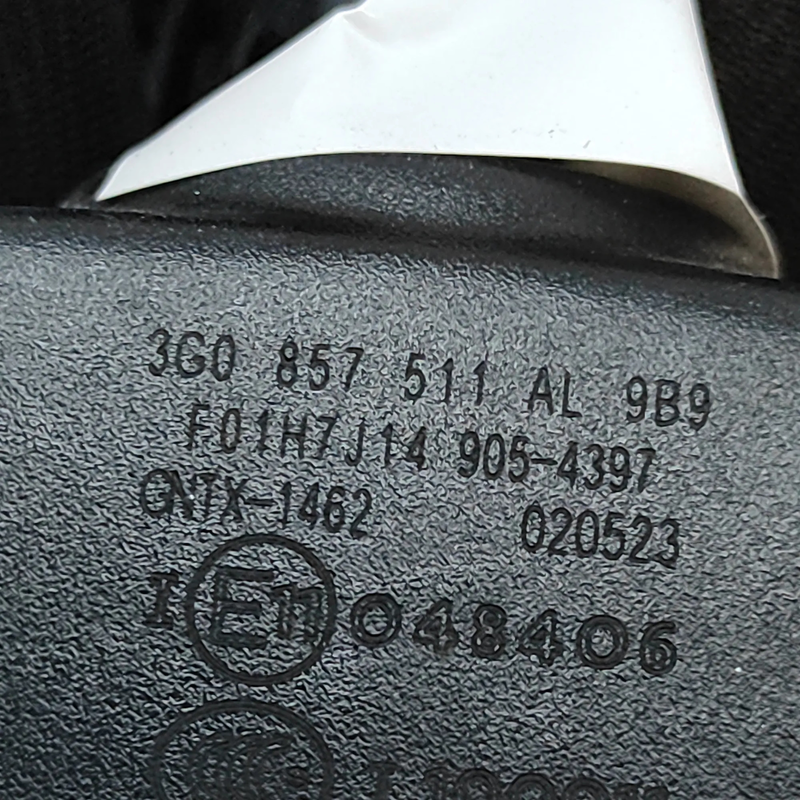 3G0 857 511 AL 9B9
F01H7J14 905-4397
GNTX-1462 020523
I E11 048406